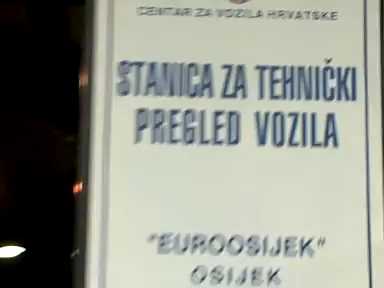 CENTAR ZA VOZILA HRVATSKE
STANICA ZA TEHNIČKI
PREGLED VOZILA
"EUROOSIJEK"
OSIJEK